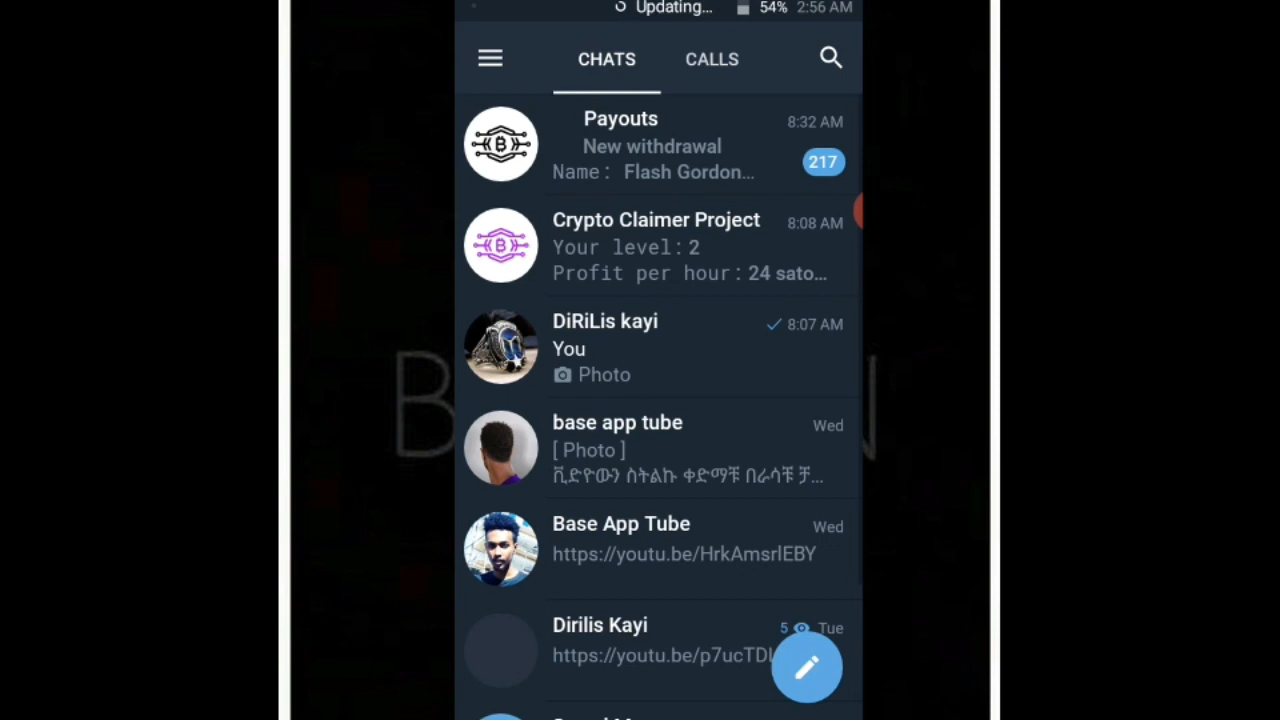 Updating... 54% 2:56 AM
CHATS CALLS
Payouts 8:32 AM
New withdrawal 217
Name: Flash Gordon...
Crypto Claimer Project 8:08 AM
Your level: 2
Profit per hour: 24 sato...
DiRiLis kayi 8:07 AM
You
Photo
base app tube Wed
[ Photo ]
ቪድዮውን ስትልኩ ቀድማቹ በራሳቹ ቻ...
Base App Tube Wed
https://youtu.be/HrkAmsrlEBY
Dirilis Kayi 5 Tue
https://youtu.be/p7ucTDL